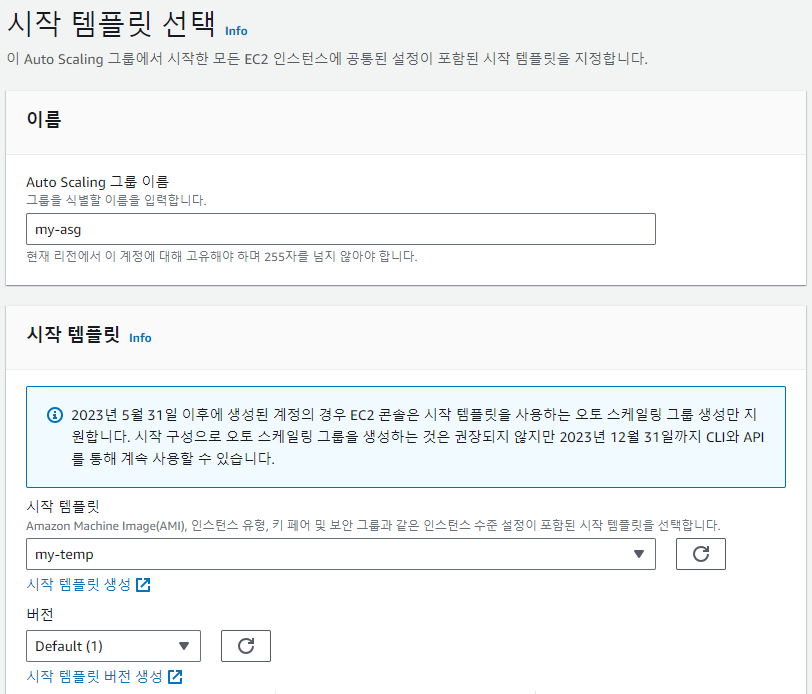 시작 템플릿 선택 Info
이 Auto Scaling 그룹에서 시작한 모든 EC2 인스턴스에 공통된 설정이 포함된 시작 템플릿을 지정합니다.
이름
Auto Scaling 그룹 이름
그룹을 식별할 이름을 입력합니다.
my-asg
현재 리전에서 이 계정에 대해 고유해야 하며 255자를 넘지 않아야 합니다.
시작 템플릿 Info
2023년 5월 31일 이후에 생성된 계정의 경우 EC2 콘솔은 시작 템플릿을 사용하는 오토 스케일링 그룹 생성만 지
원합니다. 시작 구성으로 오토 스케일링 그룹을 생성하는 것은 권장되지 않지만 2023년 12월 31일까지 CLI와 API
를 통해 계속 사용할 수 있습니다.
시작 템플릿
Amazon Machine Image(AMI), 인스턴스 유형, 키 페어 및 보안 그룹과 같은 인스턴스 수준 설정이 포함된 시작 템플릿을 선택합니다.
my-temp
시작 템플릿 생성
버전
Default (1)
시작 템플릿 버전 생성